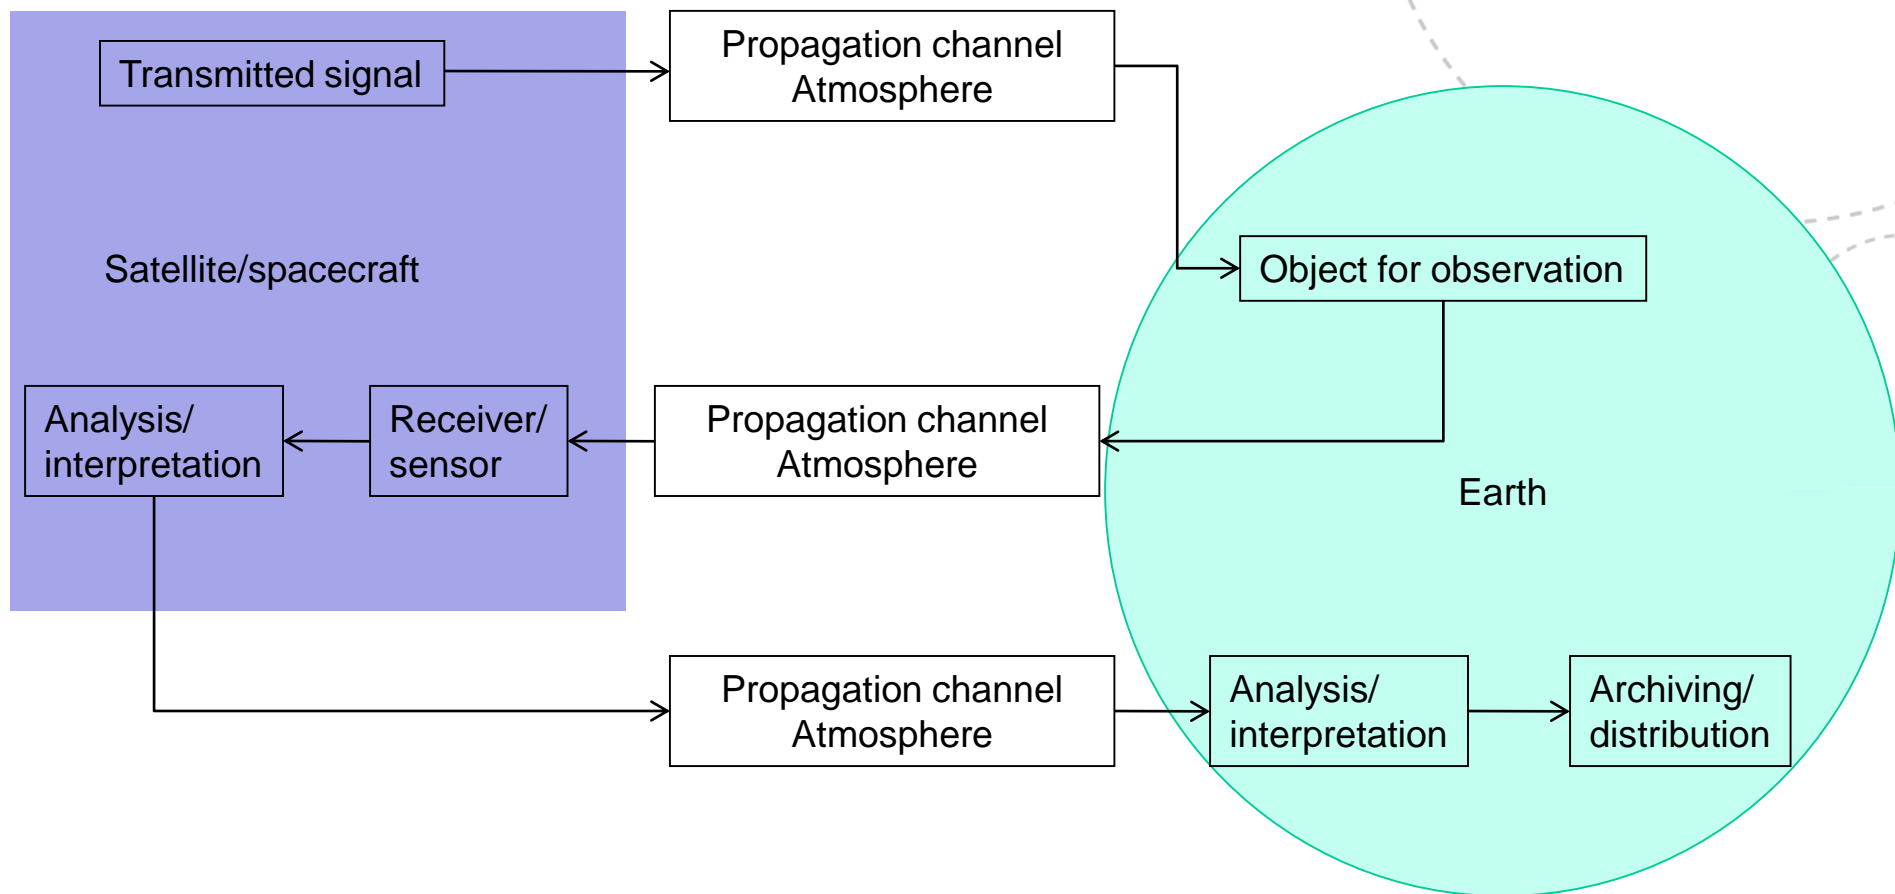 Transmitted signal
Propagation channel
Atmosphere
Satellite/spacecraft
Object for observation
Analysis/
interpretation
Receiver/
sensor
Propagation channel
Atmosphere
Earth
Propagation channel
Atmosphere
Analysis/
interpretation
Archiving/
distribution